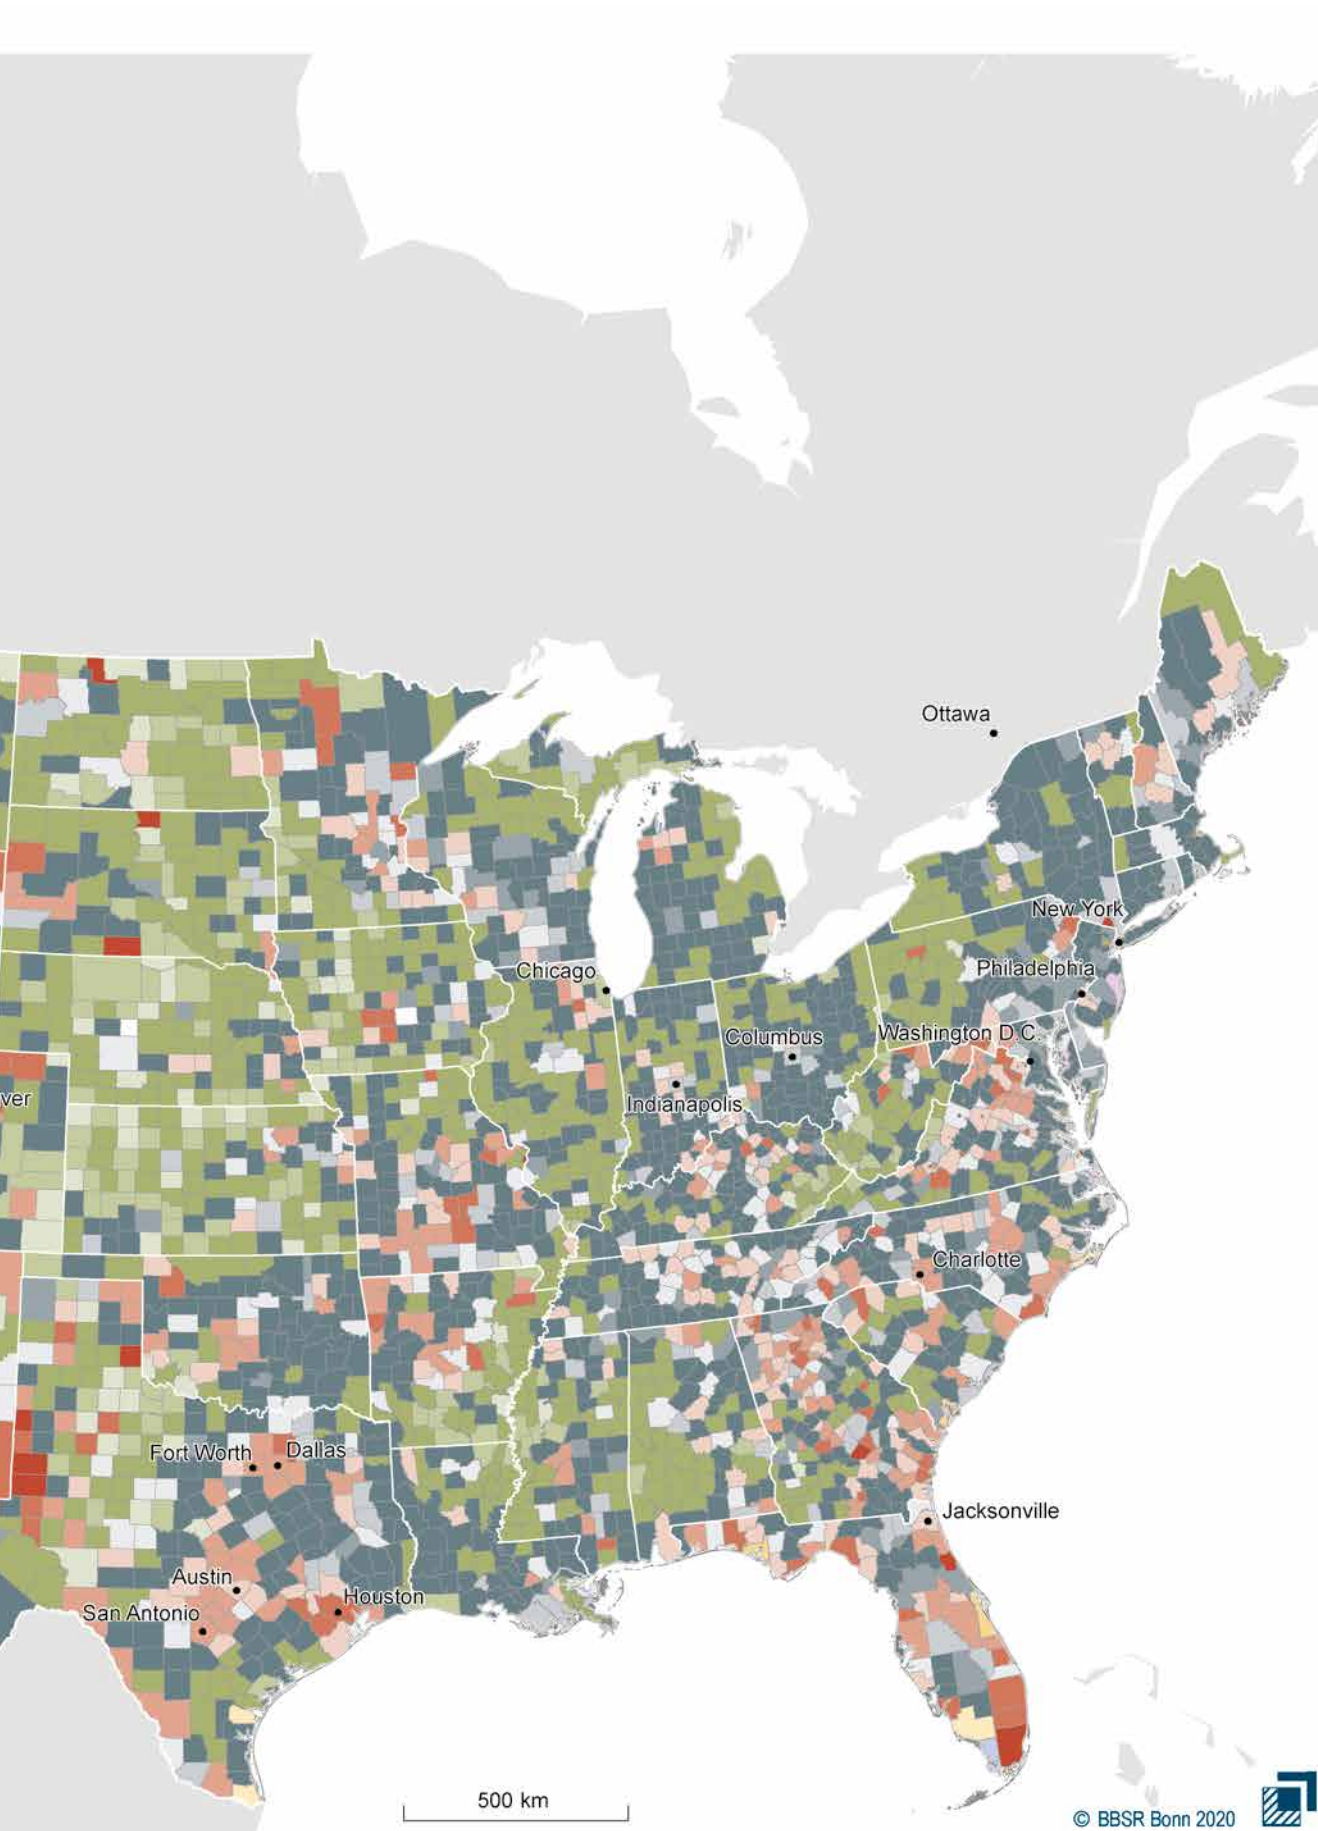 Ottawa
New York
Chicago
Philadelphia
Columbus
Washington D.C.
ver
Indianapolis
Charlotte
Fort Worth
Dallas
Jacksonville
Austin
Houston
San Antonio
500 km
© BBSR Bonn 2020